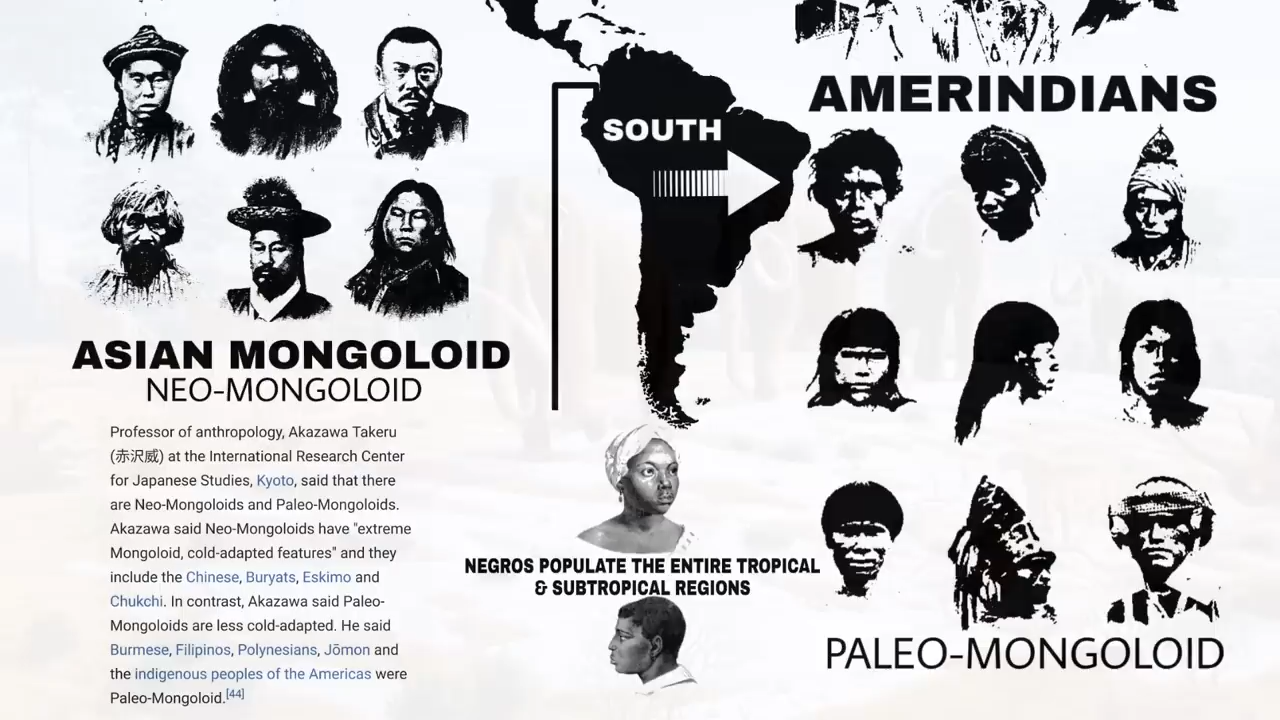 SOUTH
AMERINDIANS
ASIAN MONGOLOID
NEO-MONGOLOID
Professor of anthropology, Akazawa Takeru
(赤沢威) at the International Research Center
for Japanese Studies, Kyoto, said that there
are Neo-Mongoloids and Paleo-Mongoloids.
Akazawa said Neo-Mongoloids have "extreme
Mongoloid, cold-adapted features" and they
include the Chinese, Buryats, Eskimo and
Chukchi. In contrast, Akazawa said Paleo-
Mongoloids are less cold-adapted. He said
Burmese, Filipinos, Polynesians, Jōmon and
the indigenous peoples of the Americas were
Paleo-Mongoloid.[44]
NEGROS POPULATE THE ENTIRE TROPICAL
& SUBTROPICAL REGIONS
PALEO-MONGOLOID